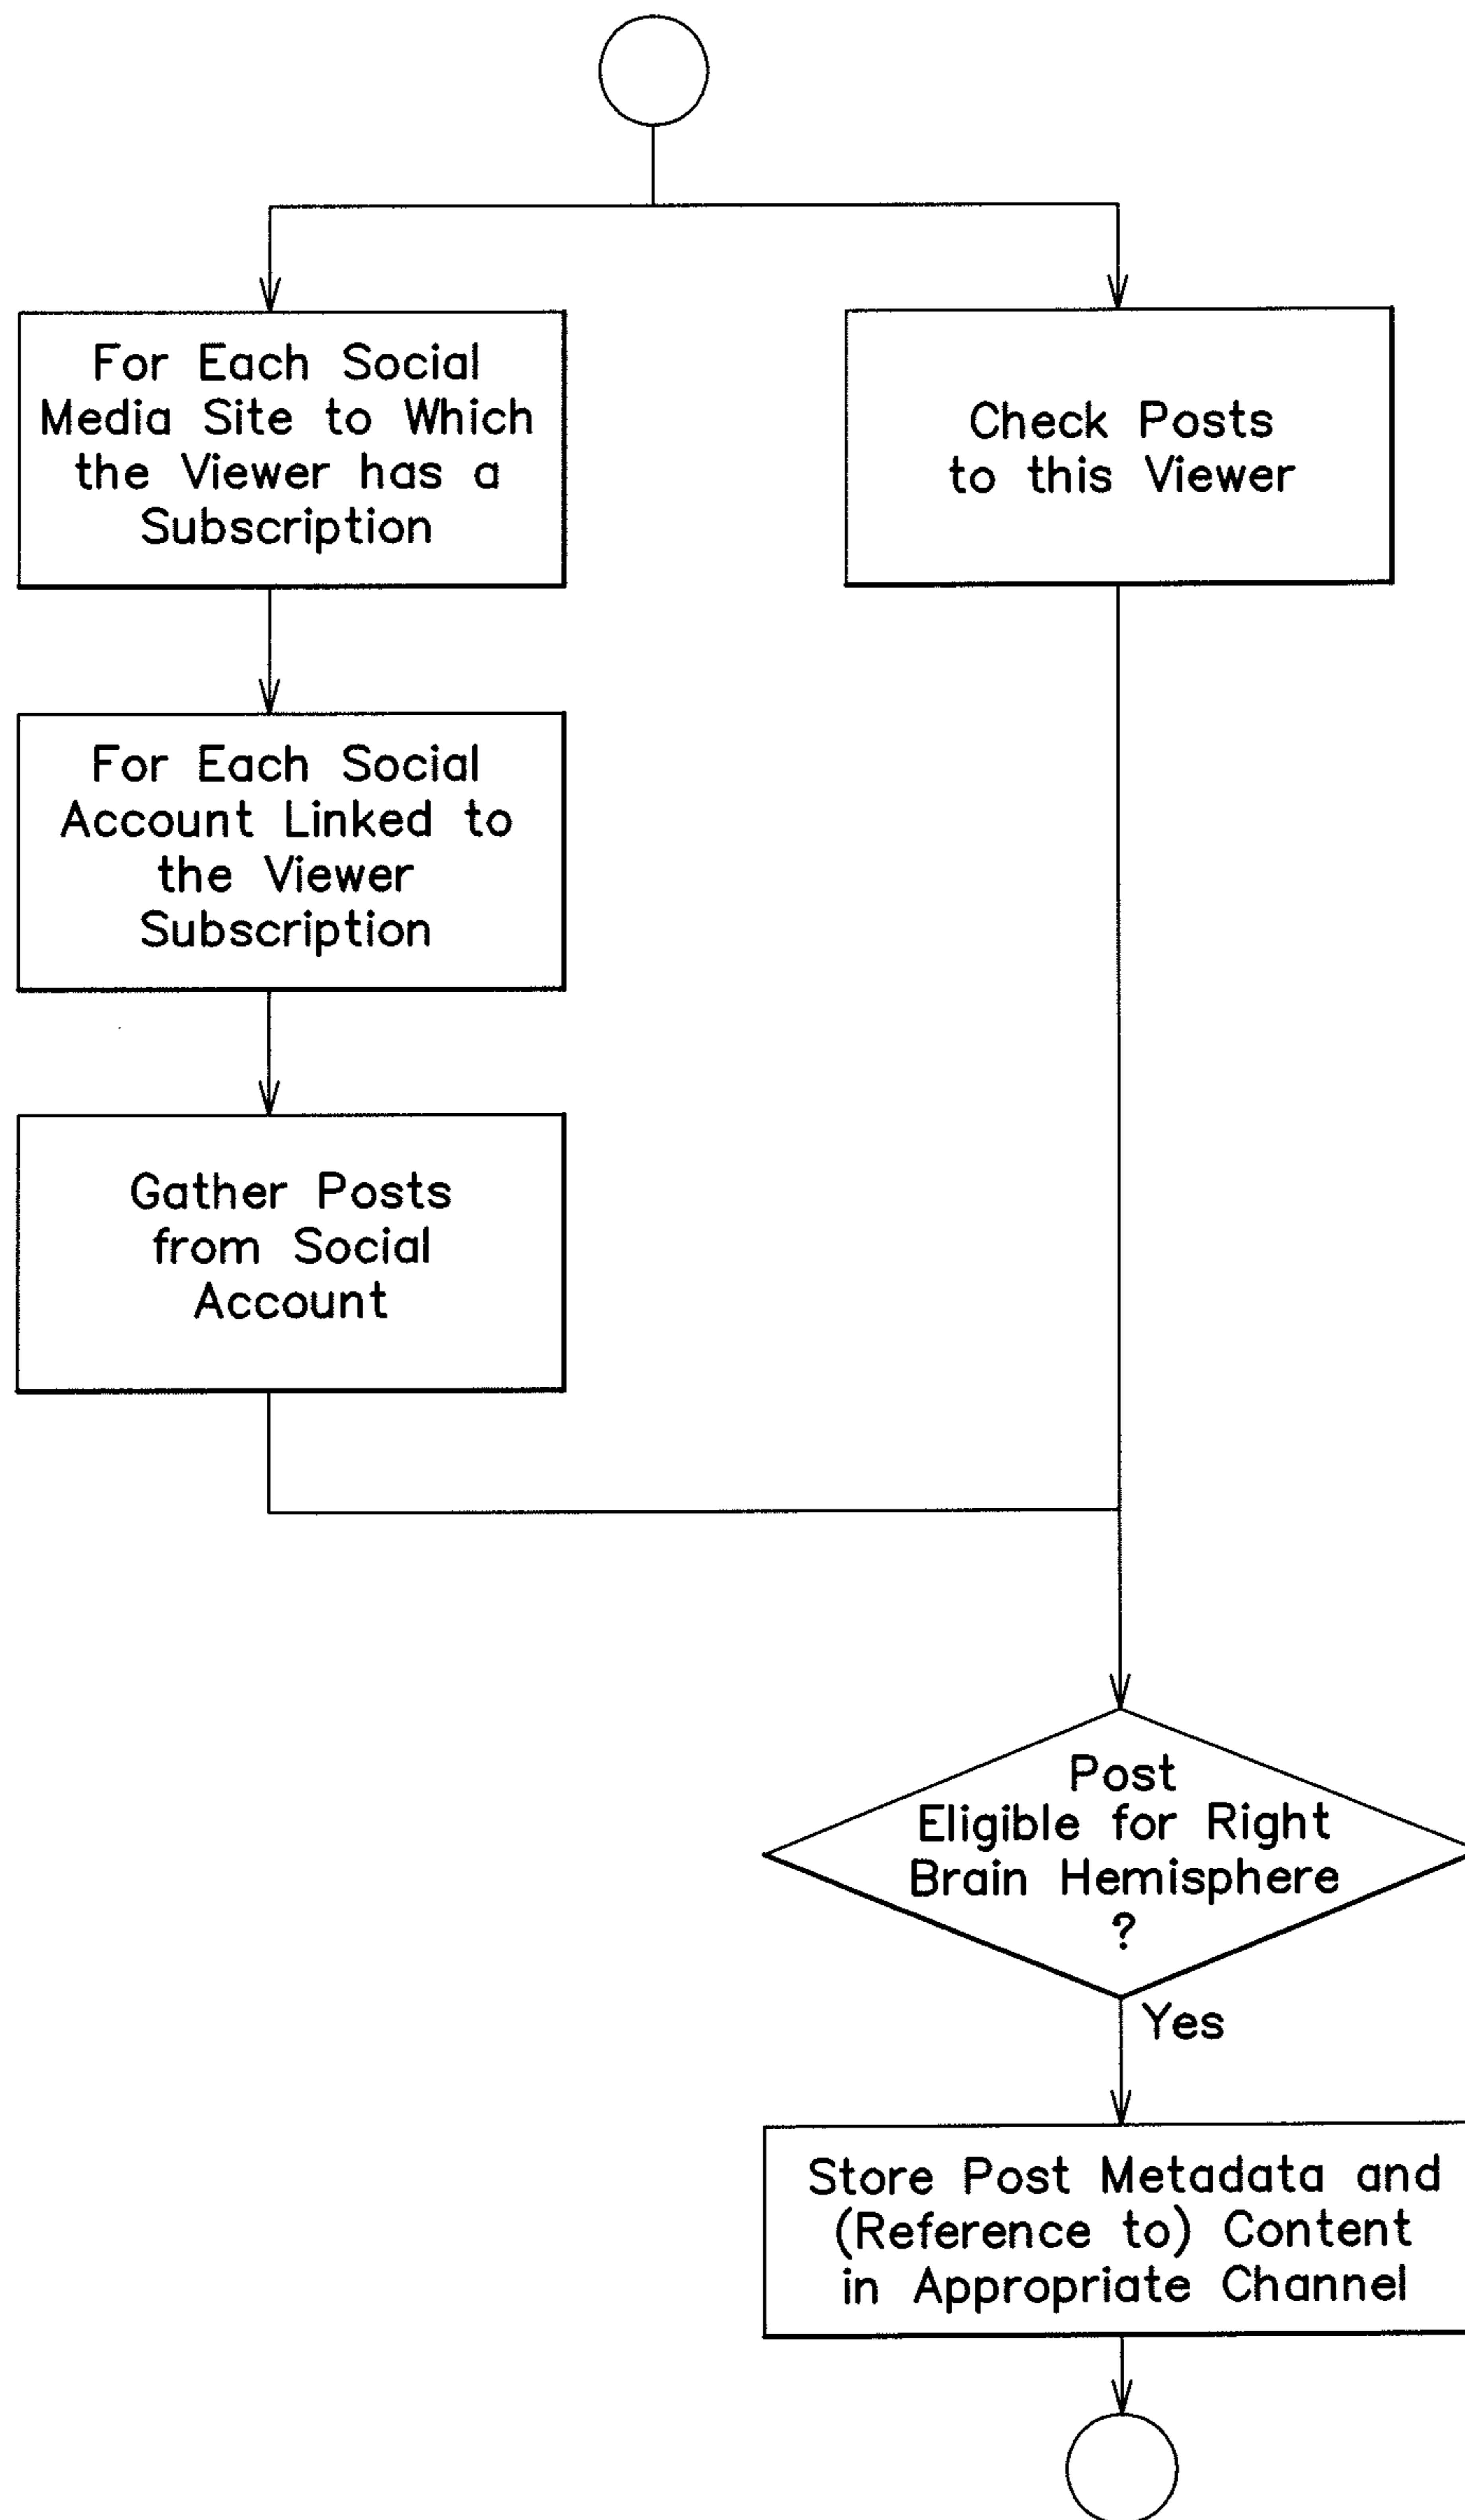 For Each Social
Media Site to Which
the Viewer has a
Subscription
Check Posts
to this Viewer
For Each Social
Account Linked to
the Viewer
Subscription
Gather Posts
from Social
Account
Post
Eligible for Right
Brain Hemisphere
?
Yes
Store Post Metadata and
(Reference to) Content
in Appropriate Channel